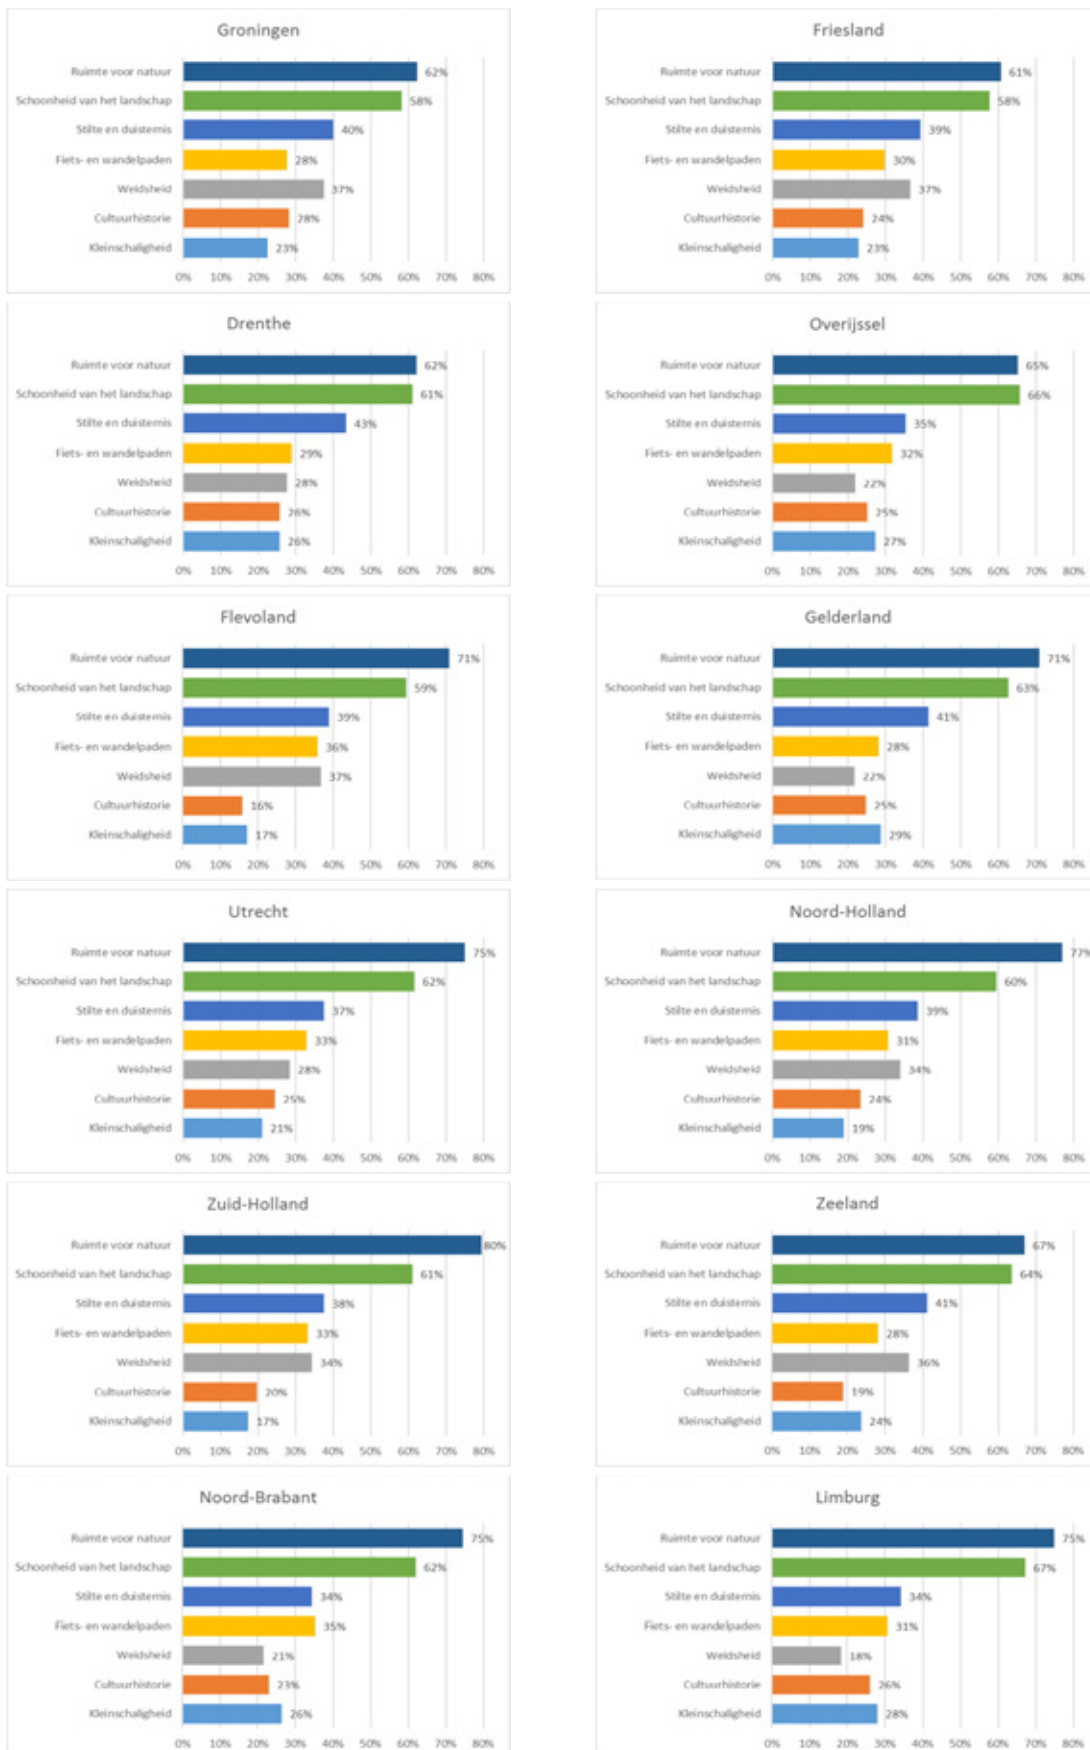 Groningen
Ruimte voor natuur 62%
Schoonheid van het landschap 58%
Stilte en duisternis 40%
Fiets- en wandelpaden 28%
Weidsheid 37%
Cultuurhistorie 28%
Kleinschaligheid 23%
0% 10% 20% 30% 40% 50% 60% 70% 80%
Friesland
Ruimte voor natuur 61%
Schoonheid van het landschap 58%
Stilte en duisternis 39%
Fiets- en wandelpaden 30%
Weidsheid 37%
Cultuurhistorie 24%
Kleinschaligheid 23%
0% 10% 20% 30% 40% 50% 60% 70% 80%
Drenthe
Ruimte voor natuur 62%
Schoonheid van het landschap 61%
Stilte en duisternis 43%
Fiets- en wandelpaden 29%
Weidsheid 28%
Cultuurhistorie 26%
Kleinschaligheid 26%
0% 10% 20% 30% 40% 50% 60% 70% 80%
Overijssel
Ruimte voor natuur 65%
Schoonheid van het landschap 66%
Stilte en duisternis 35%
Fiets- en wandelpaden 32%
Weidsheid 22%
Cultuurhistorie 25%
Kleinschaligheid 27%
0% 10% 20% 30% 40% 50% 60% 70% 80%
Flevoland
Ruimte voor natuur 71%
Schoonheid van het landschap 59%
Stilte en duisternis 39%
Fiets- en wandelpaden 36%
Weidsheid 37%
Cultuurhistorie 16%
Kleinschaligheid 17%
0% 10% 20% 30% 40% 50% 60% 70% 80%
Gelderland
Ruimte voor natuur 71%
Schoonheid van het landschap 63%
Stilte en duisternis 41%
Fiets- en wandelpaden 28%
Weidsheid 22%
Cultuurhistorie 25%
Kleinschaligheid 29%
0% 10% 20% 30% 40% 50% 60% 70% 80%
Utrecht
Ruimte voor natuur 75%
Schoonheid van het landschap 62%
Stilte en duisternis 37%
Fiets- en wandelpaden 33%
Weidsheid 28%
Cultuurhistorie 25%
Kleinschaligheid 21%
0% 10% 20% 30% 40% 50% 60% 70% 80%
Noord-Holland
Ruimte voor natuur 77%
Schoonheid van het landschap 60%
Stilte en duisternis 39%
Fiets- en wandelpaden 31%
Weidsheid 34%
Cultuurhistorie 24%
Kleinschaligheid 19%
0% 10% 20% 30% 40% 50% 60% 70% 80%
Zuid-Holland
Ruimte voor natuur 80%
Schoonheid van het landschap 61%
Stilte en duisternis 38%
Fiets- en wandelpaden 33%
Weidsheid 34%
Cultuurhistorie 20%
Kleinschaligheid 17%
0% 10% 20% 30% 40% 50% 60% 70% 80%
Zeeland
Ruimte voor natuur 67%
Schoonheid van het landschap 64%
Stilte en duisternis 41%
Fiets- en wandelpaden 28%
Weidsheid 36%
Cultuurhistorie 19%
Kleinschaligheid 24%
0% 10% 20% 30% 40% 50% 60% 70% 80%
Noord-Brabant
Ruimte voor natuur 75%
Schoonheid van het landschap 62%
Stilte en duisternis 34%
Fiets- en wandelpaden 35%
Weidsheid 21%
Cultuurhistorie 23%
Kleinschaligheid 26%
0% 10% 20% 30% 40% 50% 60% 70% 80%
Limburg
Ruimte voor natuur 75%
Schoonheid van het landschap 67%
Stilte en duisternis 34%
Fiets- en wandelpaden 31%
Weidsheid 18%
Cultuurhistorie 26%
Kleinschaligheid 28%
0% 10% 20% 30% 40% 50% 60% 70% 80%